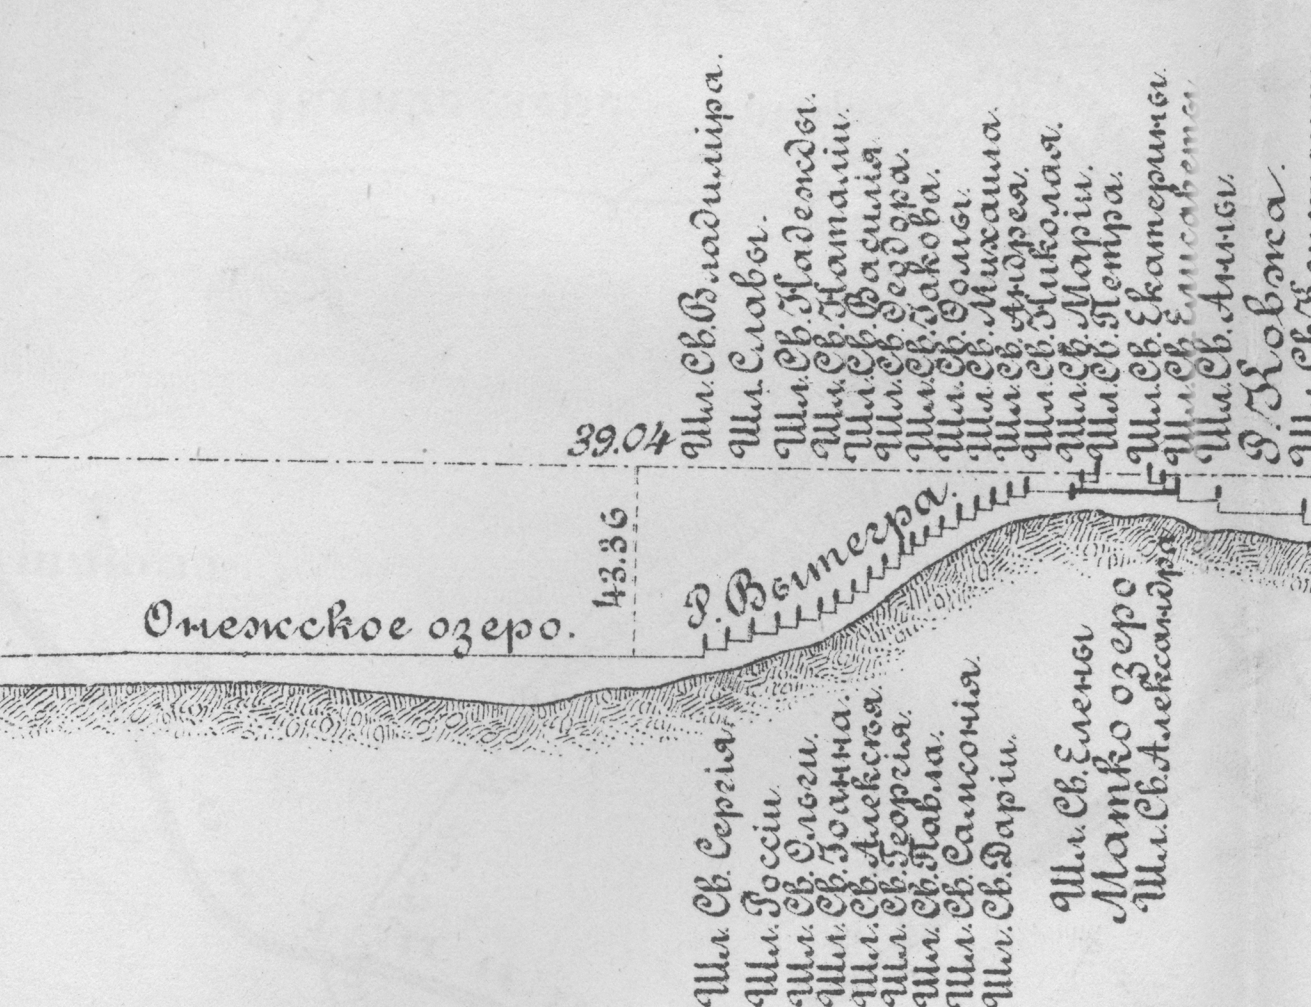 Шл. Св. Владиміра.
Шл. Славы.
Шл. Св. Надежды.
Шл. Св. Наталіи.
Шл. Св. Василія
Шл. Св. Ѳеодора.
Шл. Св. Іакова.
Шл. Св. Ѳомы.
Шл. Св. Михаила
Шл. Св. Андрея.
Шл. Св. Николая.
Шл. Св. Маріи.
Шл. Св. Петра.
Шл. Св. Екатерины.
Шл. Св. Елисаветы
Шл. Св. Анны.
Р. Ковжа.
39.04
43.36
Р. Вытегра.
Онежское озеро.
Шл. Св. Сергія.
Шл. Россіи.
Шл. Св. Ольги.
Шл. Св. Іоанна.
Шл. Св. Алексѣя.
Шл. Св. Георгія.
Шл. Св. Павла.
Шл. Св. Самсонія.
Шл. Св. Даріи.
Шл. Св. Елены
Матко озеро
Шл. Св. Александра